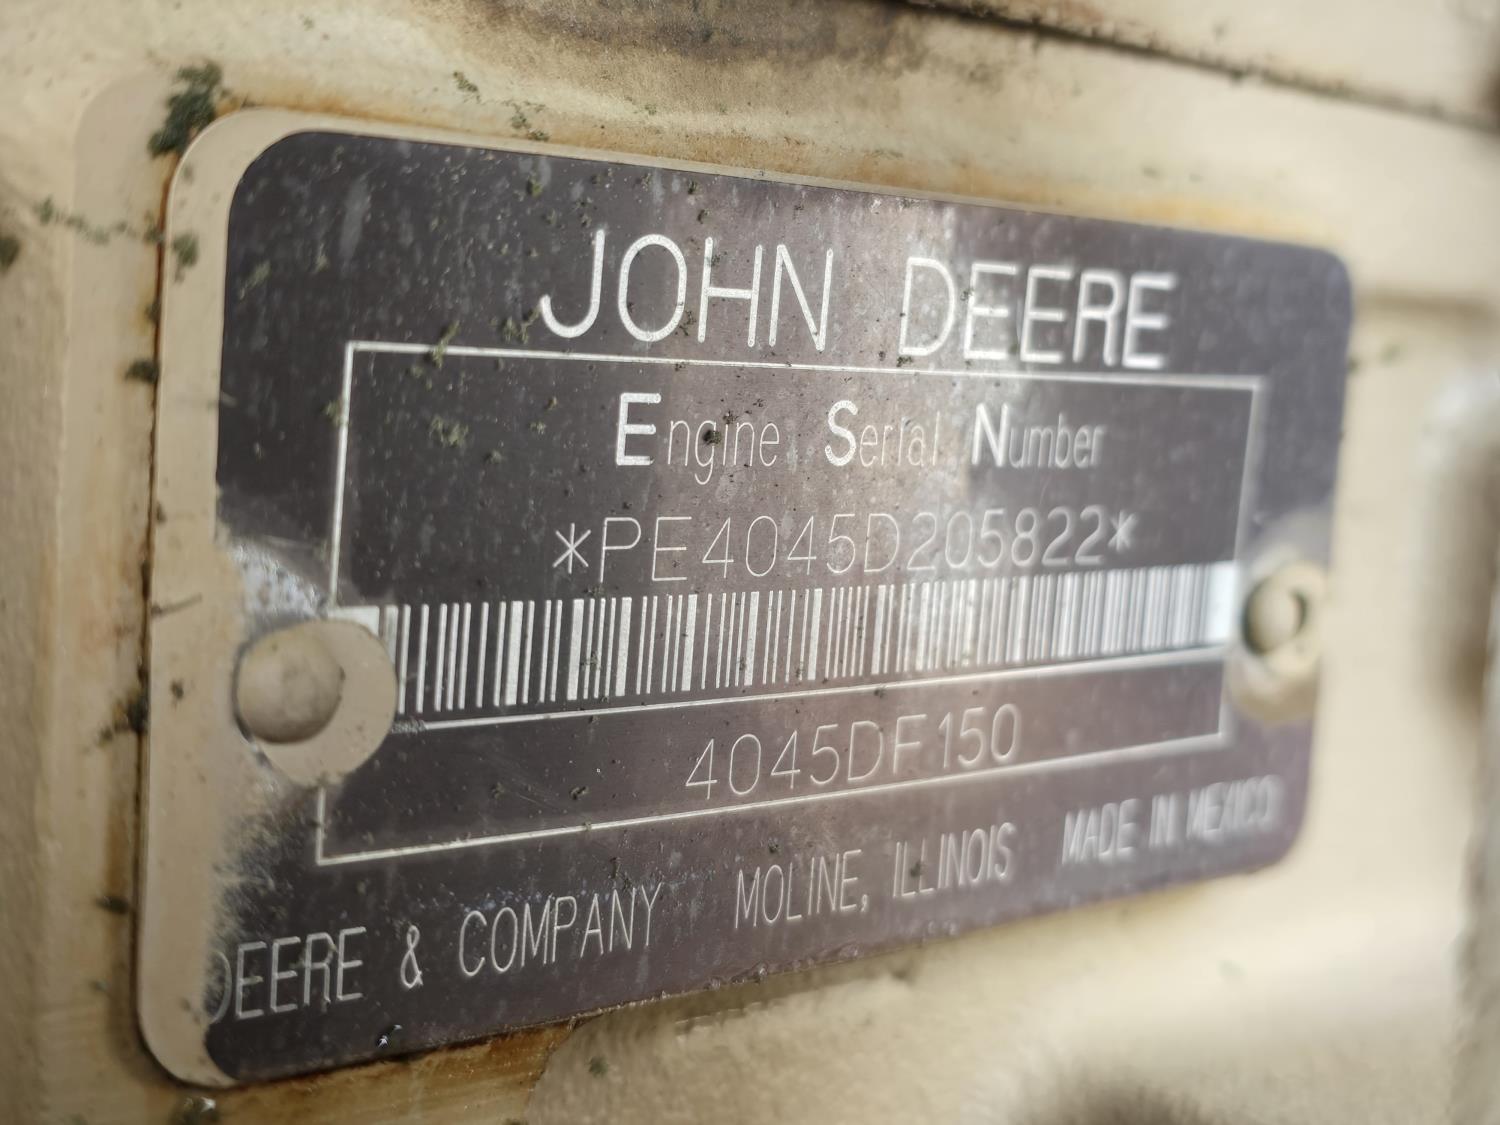 JOHN DEERE
Engine Serial Number
*PE4045D205822*
4045DF150
DEERE & COMPANY MOLINE, ILLINOIS MADE IN MEXICO